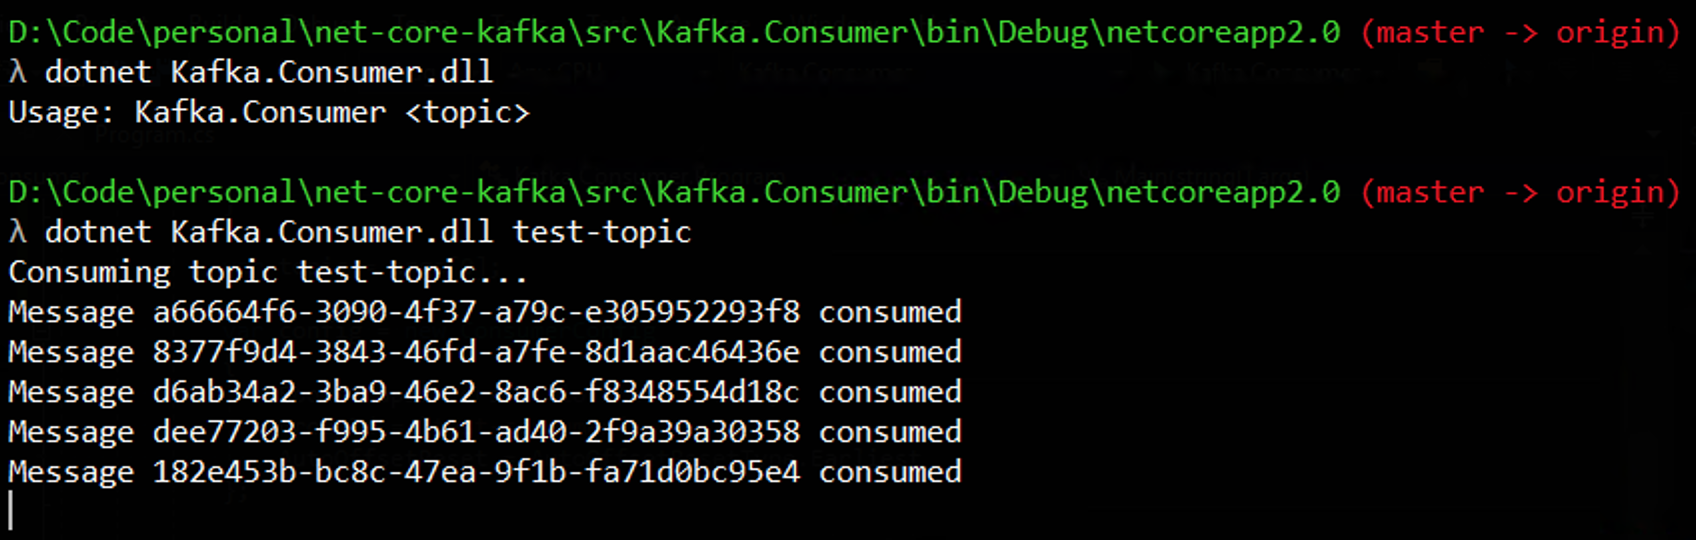 D:\Code\personal\net-core-kafka\src\Kafka.Consumer\bin\Debug\netcoreapp2.0 (master -> origin)
λ dotnet Kafka.Consumer.dll
Usage: Kafka.Consumer <topic>
D:\Code\personal\net-core-kafka\src\Kafka.Consumer\bin\Debug\netcoreapp2.0 (master -> origin)
λ dotnet Kafka.Consumer.dll test-topic
Consuming topic test-topic...
Message a66664f6-3090-4f37-a79c-e305952293f8 consumed
Message 8377f9d4-3843-46fd-a7fe-8d1aac46436e consumed
Message d6ab34a2-3ba9-46e2-8ac6-f8348554d18c consumed
Message dee77203-f995-4b61-ad40-2f9a39a30358 consumed
Message 182e453b-bc8c-47ea-9f1b-fa71d0bc95e4 consumed